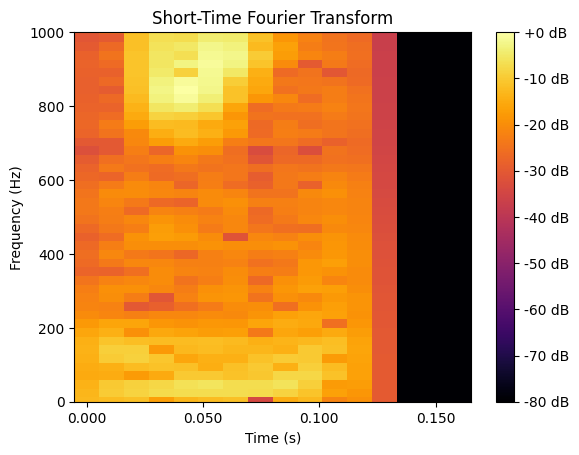 Short-Time Fourier Transform
1000
800
600
400
200
0
Frequency (Hz)
0.000
0.050
0.100
0.150
Time (s)
+0 dB
-10 dB
-20 dB
-30 dB
-40 dB
-50 dB
-60 dB
-70 dB
-80 dB